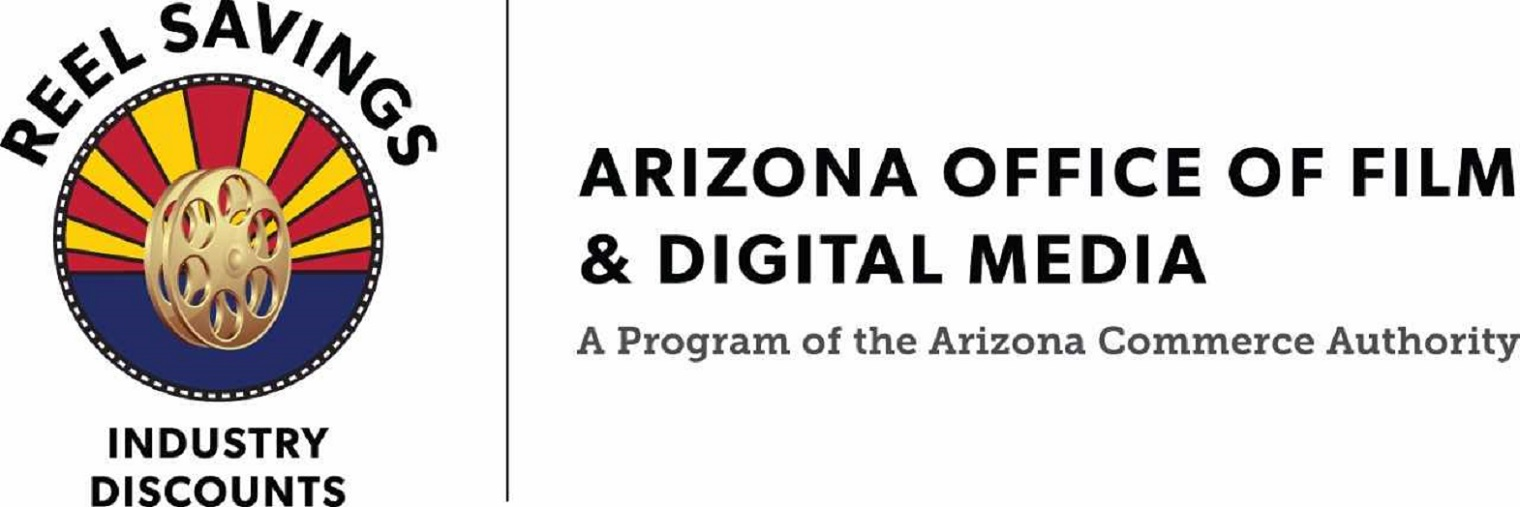 REEL SAVINGS
INDUSTRY
DISCOUNTS
ARIZONA OFFICE OF FILM
& DIGITAL MEDIA
A Program of the Arizona Commerce Authority